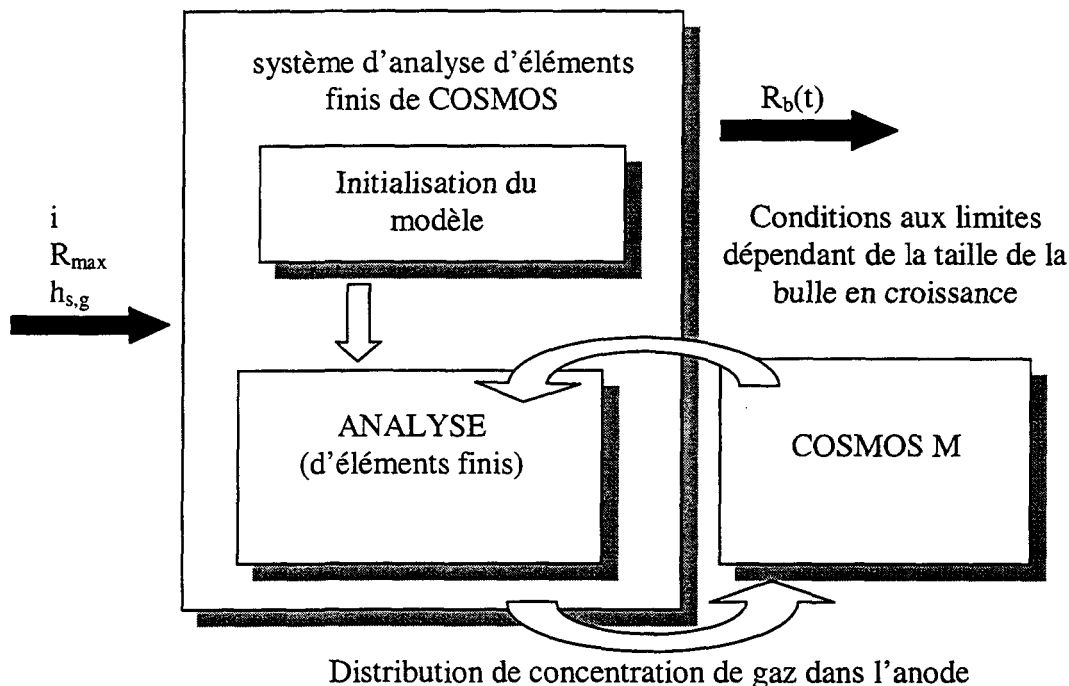 système d'analyse d'éléments
finis de COSMOS
Initialisation du
modèle
i
R_max
h_s,g
R_b(t)
Conditions aux limites
dépendant de la taille de la
bulle en croissance
ANALYSE
(d'éléments finis)
COSMOS M
Distribution de concentration de gaz dans l'anode